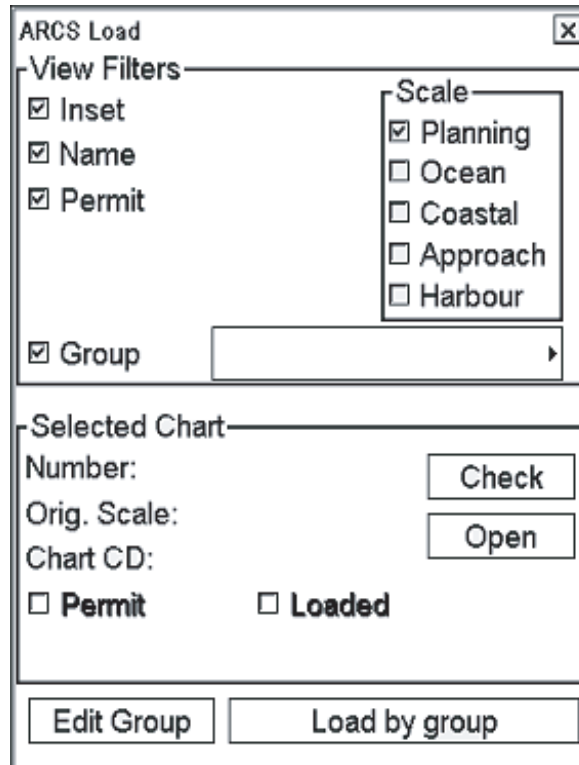 ARCS Load
View Filters
Inset
Name
Permit
Scale
Planning
Ocean
Coastal
Approach
Harbour
Group
Selected Chart
Number:
Check
Orig. Scale:
Open
Chart CD:
Permit Loaded
Edit Group Load by group